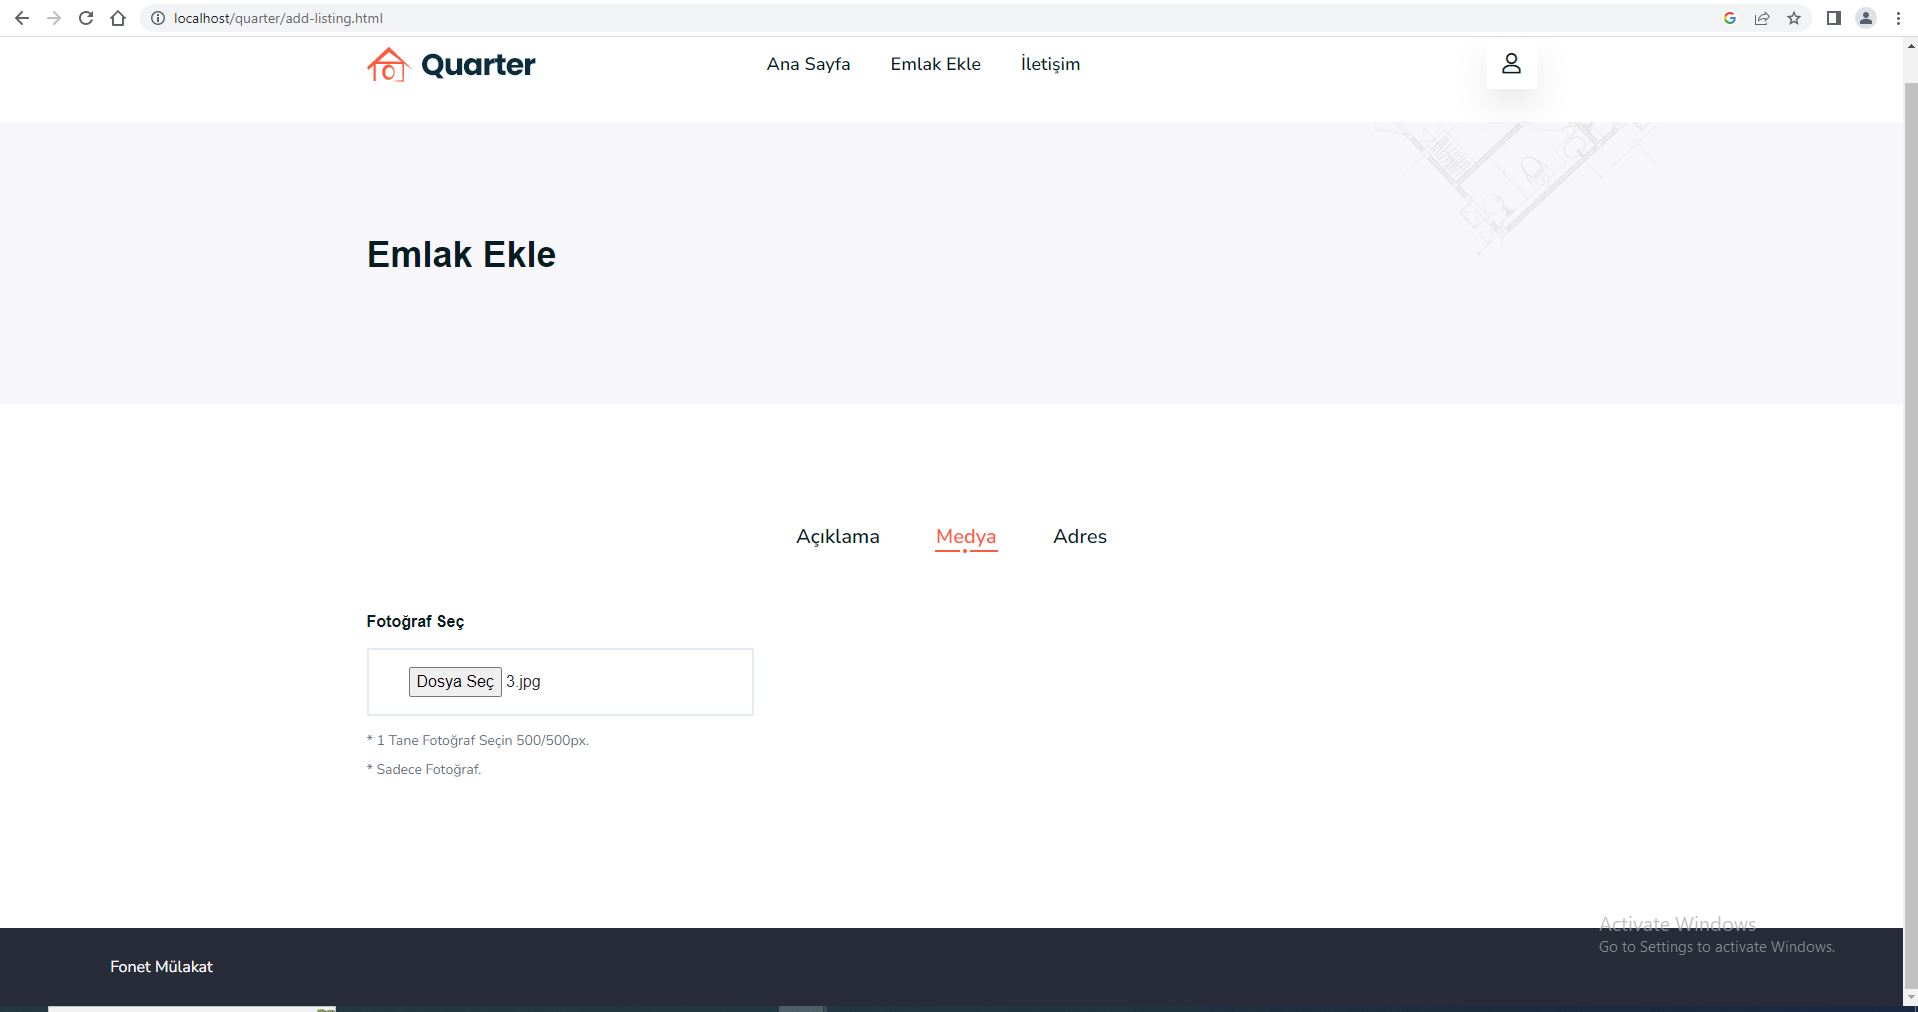 localhost/quarter/add-listing.html
Quarter
Ana Sayfa
Emlak Ekle
İletişim
Emlak Ekle
Açıklama
Medya
Adres
Fotoğraf Seç
Dosya Seç 3.jpg
* 1 Tane Fotoğraf Seçin 500/500px.
* Sadece Fotoğraf.
Activate Windows
Go to Settings to activate Windows.
Fonet Mülakat